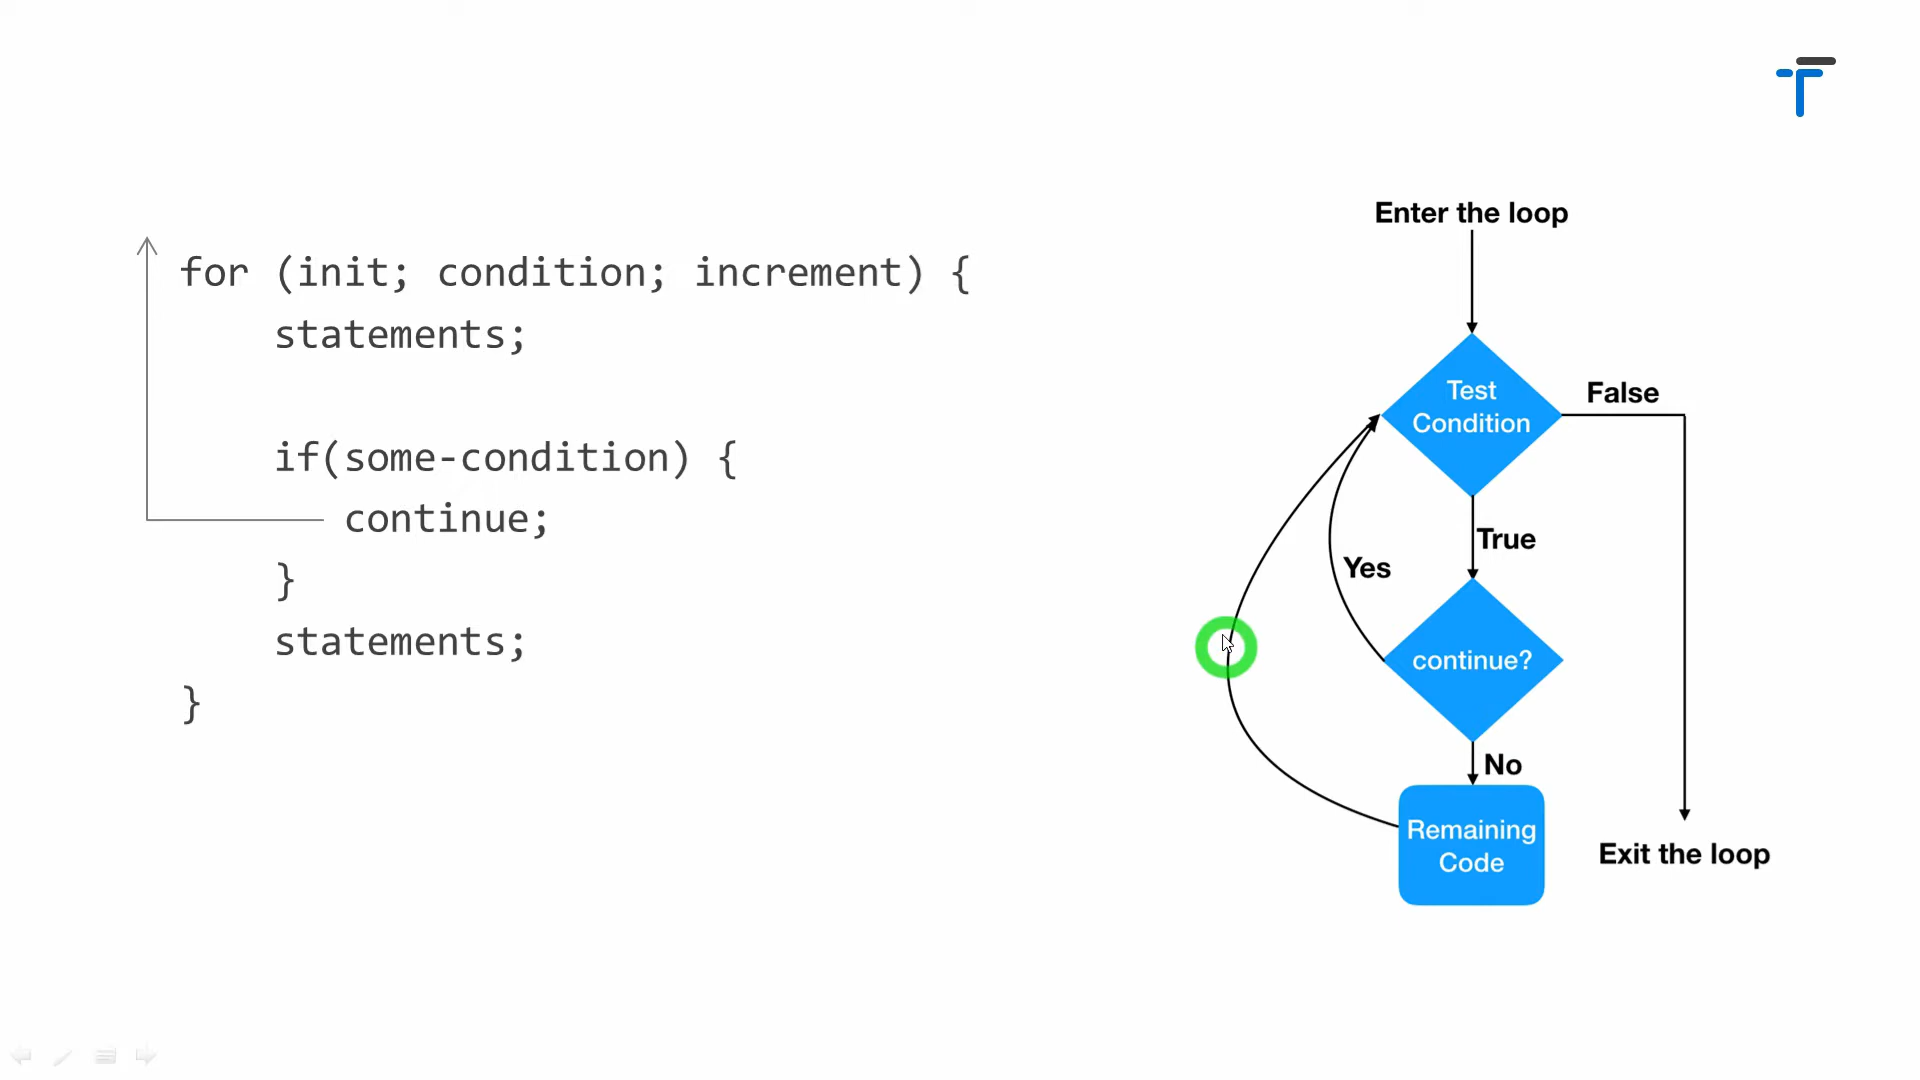 for (init; condition; increment) {
statements;
if(some-condition) {
continue;
}
statements;
}
Enter the loop
Test
Condition
False
True
Yes
continue?
No
Remaining
Code
Exit the loop